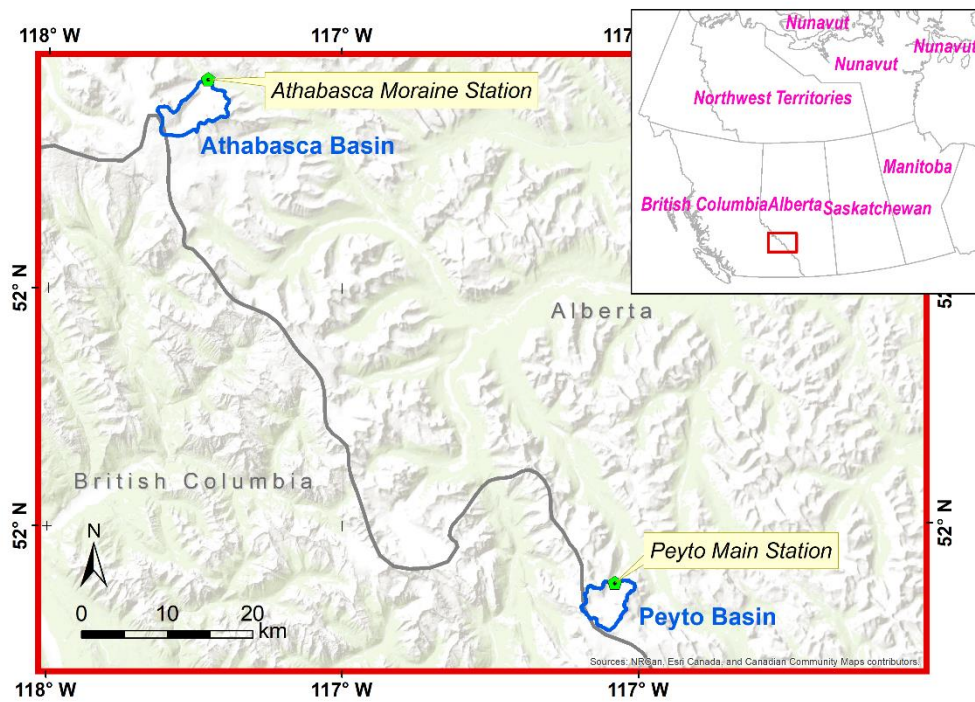 118° W
117° W
117°
Nunavut
Nunavut
Nunavut
Northwest Territories
Manitoba
British Columbia
Alberta
Saskatchewan
Athabasca Moraine Station
Athabasca Basin
52° N
52°
Alberta
British Columbia
52° N
52° N
N
Peyto Main Station
Peyto Basin
0 10 20
km
Sources: NRCan, Esri Canada, and Canadian Community Maps contributors.
118° W
117° W
117° W